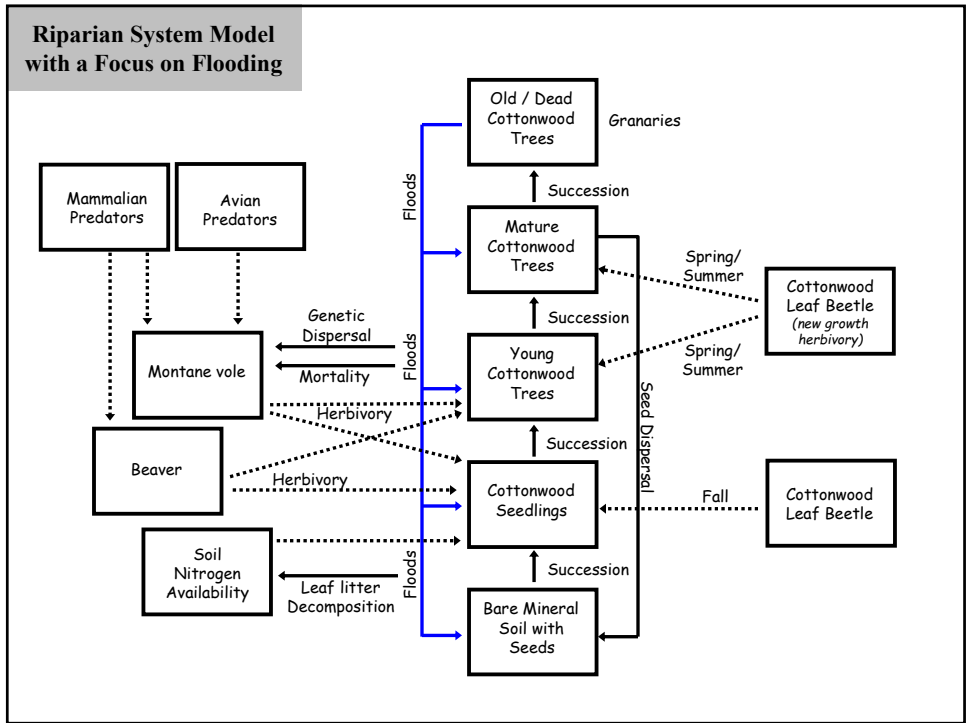 Riparian System Model
with a Focus on Flooding
Old / Dead
Cottonwood
Trees
Granaries
Floods
Succession
Mammalian
Predators
Avian
Predators
Mature
Cottonwood
Trees
Spring/
Summer
Cottonwood
Leaf Beetle
(new growth
herbivory)
Succession
Genetic
Dispersal
Floods
Mortality
Montane vole
Young
Cottonwood
Trees
Spring/
Summer
Seed Dispersal
Herbivory
Succession
Beaver
Herbivory
Cottonwood
Seedlings
Fall
Cottonwood
Leaf Beetle
Soil
Nitrogen
Availability
Leaf litter
Decomposition
Floods
Succession
Bare Mineral
Soil with
Seeds